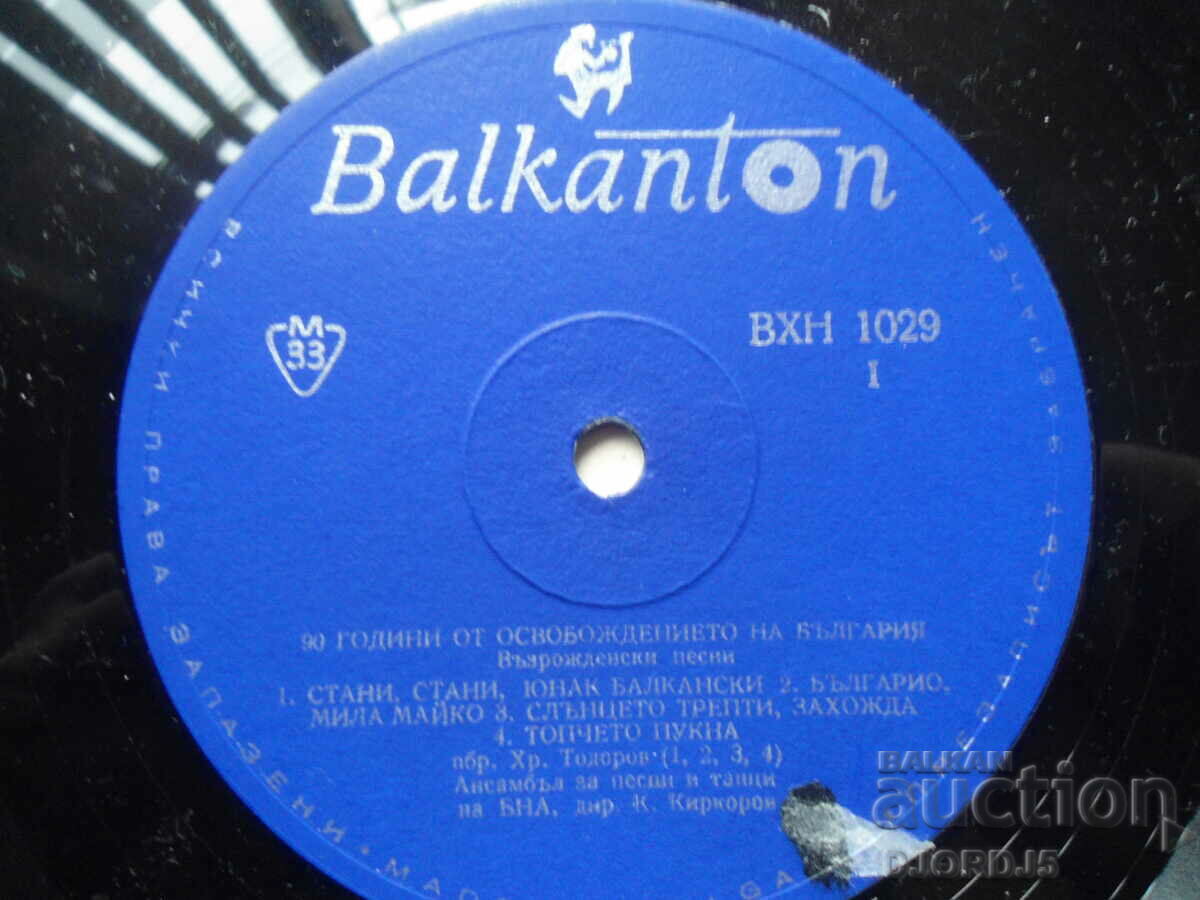 Balkanton
М
33
ВХН 1029
I
90 ГОДИНИ ОТ ОСВОБОЖДЕНИЕТО НА БЪЛГАРИЯ
Възрожденски песни
1. СТАНИ, СТАНИ, ЮНАК БАЛКАНСКИ 2. БЪЛГАРИО,
МИЛА МАЙКО 3. СЛЪНЦЕТО ТРЕПТИ, ЗАХОЖДА
4. ТОПЧЕТО ПУКНА
обр. Хр. Тодоров (1, 2, 3, 4)
Ансамбъл за песни и танци
на БНА, дир. К. Киркоров
ВСИЧКИ ПРАВА ЗАПАЗЕНИ •
BALKAN
auction
DJORDJ5